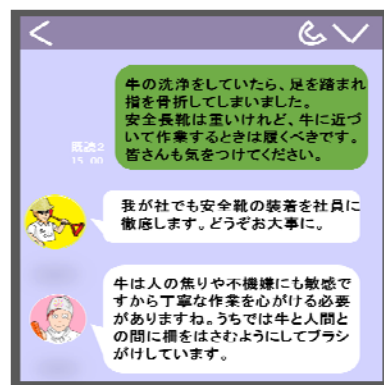 牛の洗浄をしていたら、足を踏まれ
指を骨折してしまいました。
安全長靴は重いけれど、牛に近づ
いて作業するときは履くべきです。
皆さんも気をつけてください。
既読2
15:00
我が社でも安全靴の装着を社員に
徹底します。どうぞお大事に。
牛は人の焦りや不機嫌にも敏感で
すから丁寧な作業を心がける必要
がありますね。うちでは牛と人間と
の間に柵をはさむようにしてブラシ
がけしています。